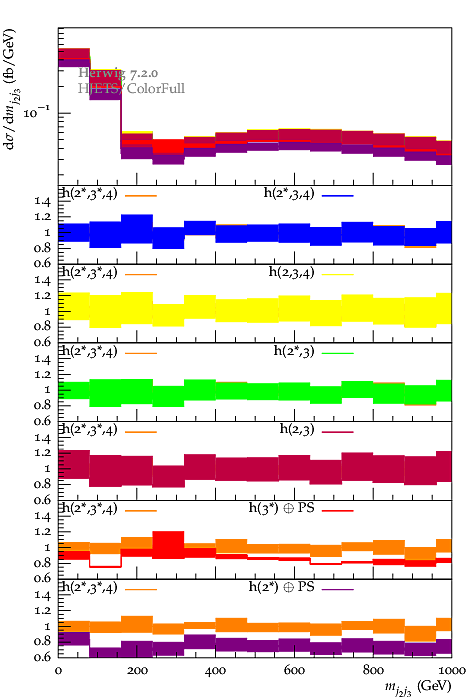 dσ/dm_{j2j3} (fb/GeV)
Herwig 7.2.0
HJETS/ColorFull
10⁻¹
h(2*,3*,4) h(2*,3,4)
1.4
1.2
1
0.8
h(2*,3*,4) h(2,3,4)
1.4
1.2
1
0.8
0.6
h(2*,3*,4) h(2*,3)
1.4
1.2
1
0.8
0.6
h(2*,3*,4) h(2,3)
1.4
1.2
1
0.8
0.6
h(2*,3*,4) h(3*) ⊕ PS
1.4
1.2
1
0.8
0.6
h(2*,3*,4) h(2*) ⊕ PS
1.4
1.2
1
0.8
0.6
0 200 400 600 800 1000
m_{j2j3} (GeV)